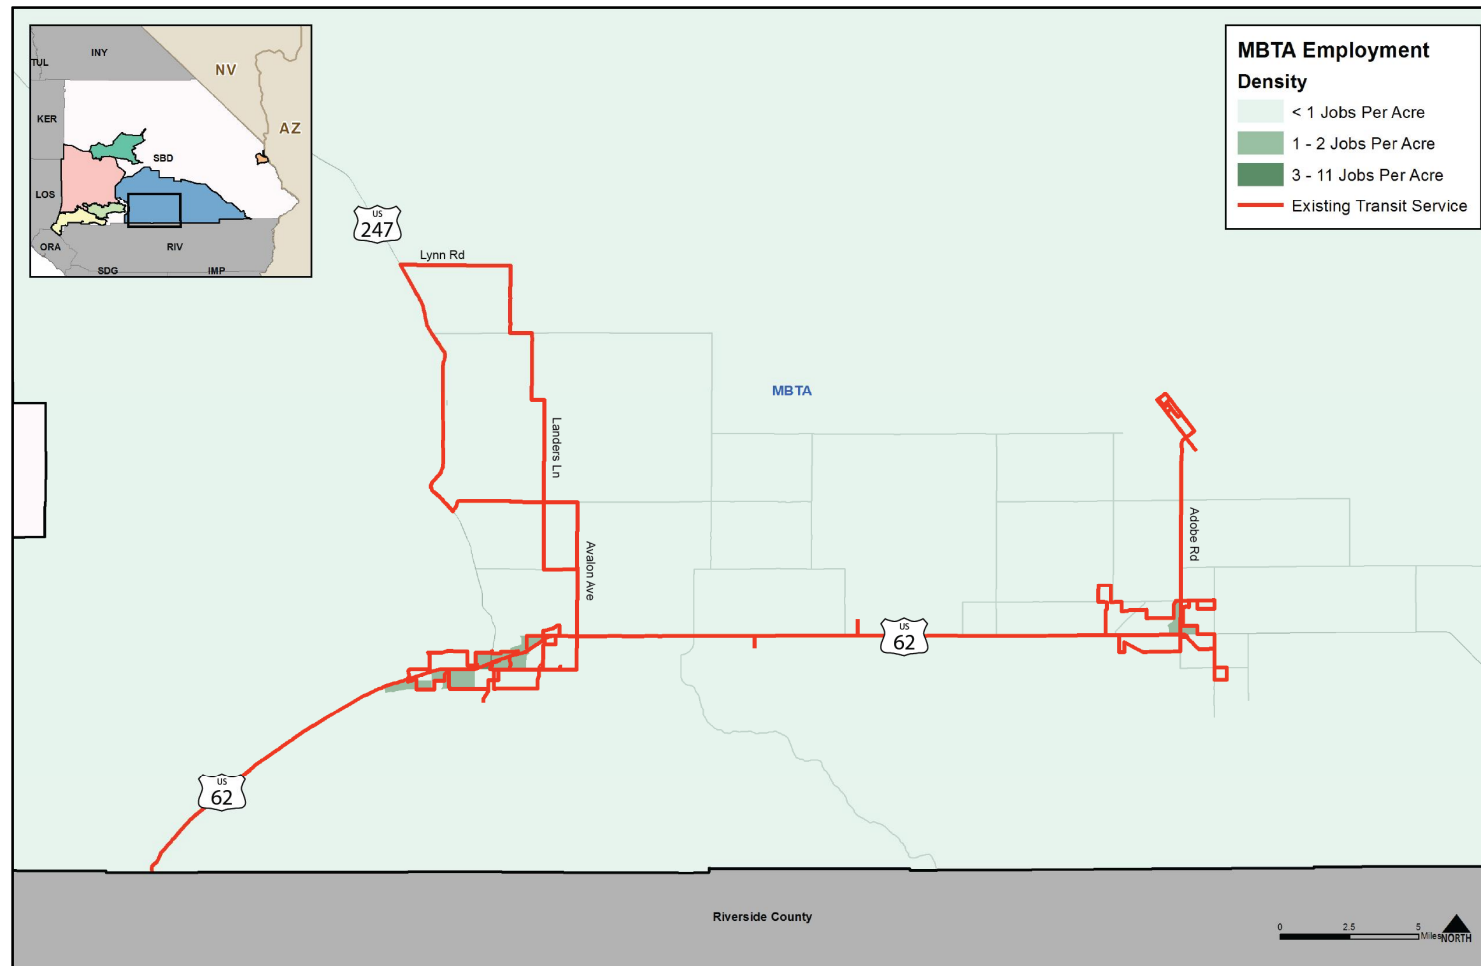 INY
TUL
NV
KER
AZ
SBD
LOS
ORA
RIV
SDG
IMP
MBTA Employment
Density
< 1 Jobs Per Acre
1 - 2 Jobs Per Acre
3 - 11 Jobs Per Acre
Existing Transit Service
US
247
Lynn Rd
MBTA
Landers Ln
Adobe Rd
Avalon Ave
US
62
US
62
Riverside County
0 2.5 5
Miles
NORTH